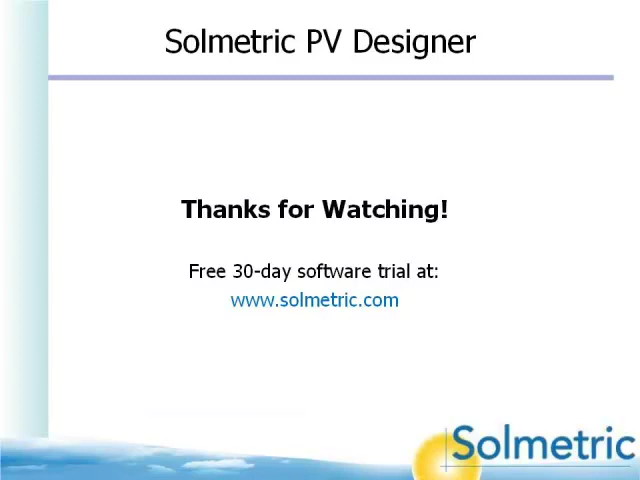 Solmetric PV Designer
Thanks for Watching!
Free 30-day software trial at:
www.solmetric.com
Solmetric